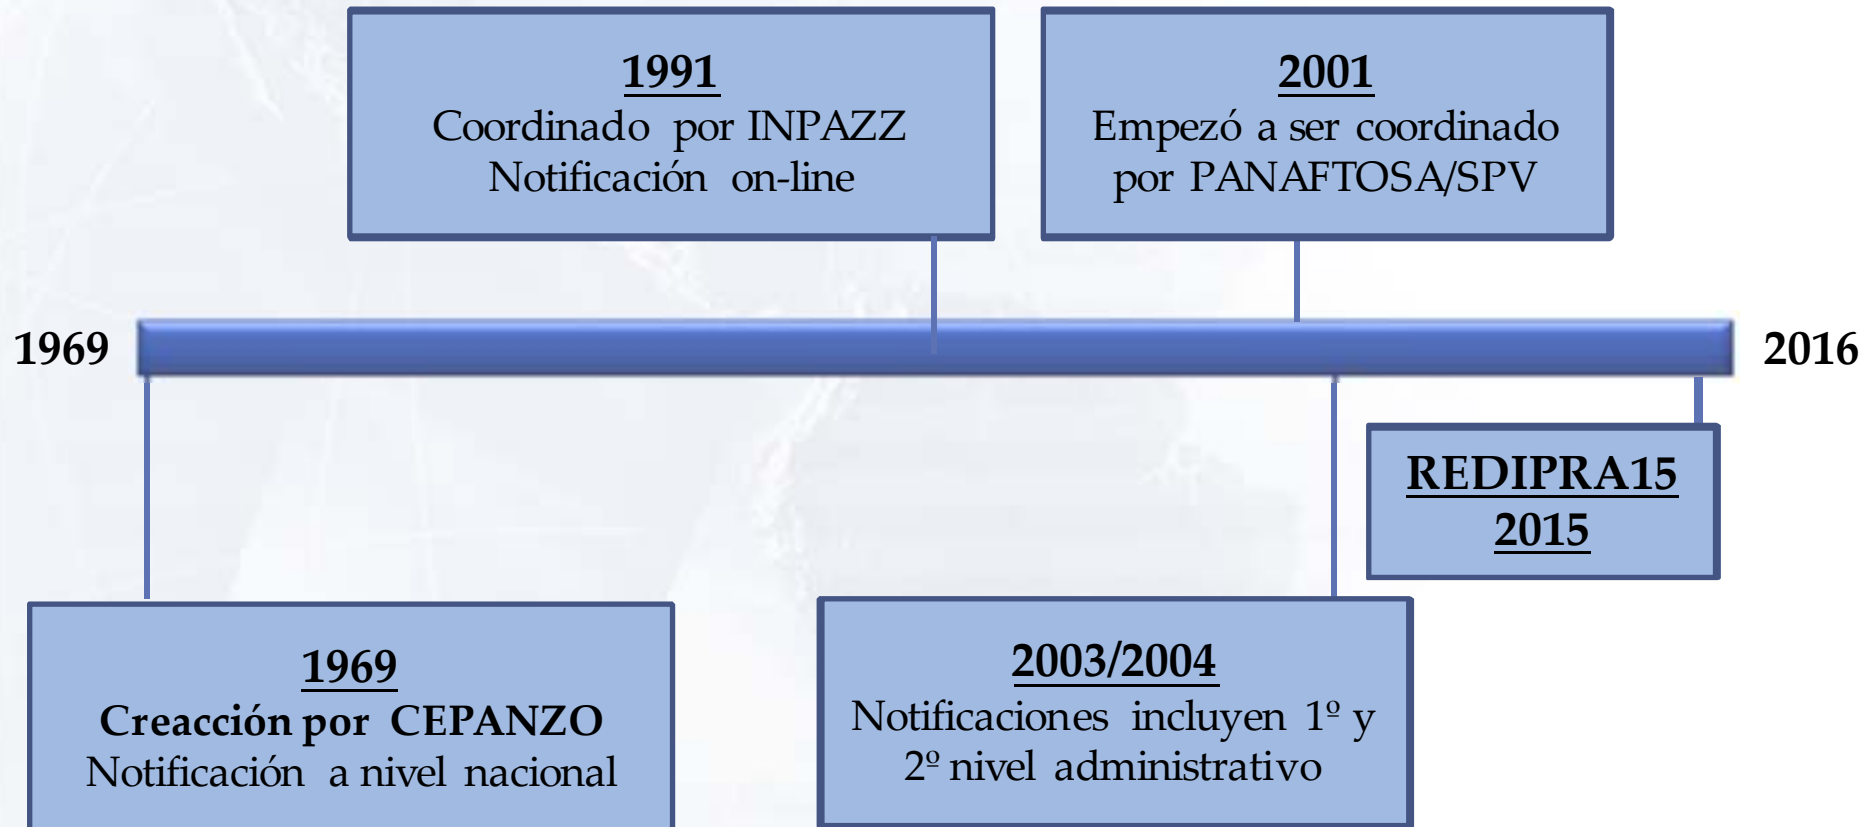 1991
Coordinado por INPAZZ
Notificación on-line
2001
Empezó a ser coordinado
por PANAFTOSA/SPV
1969
2016
REDIPRA15
2015
1969
Creacción por CEPANZO
Notificación a nivel nacional
2003/2004
Notificaciones incluyen 1º y
2º nivel administrativo